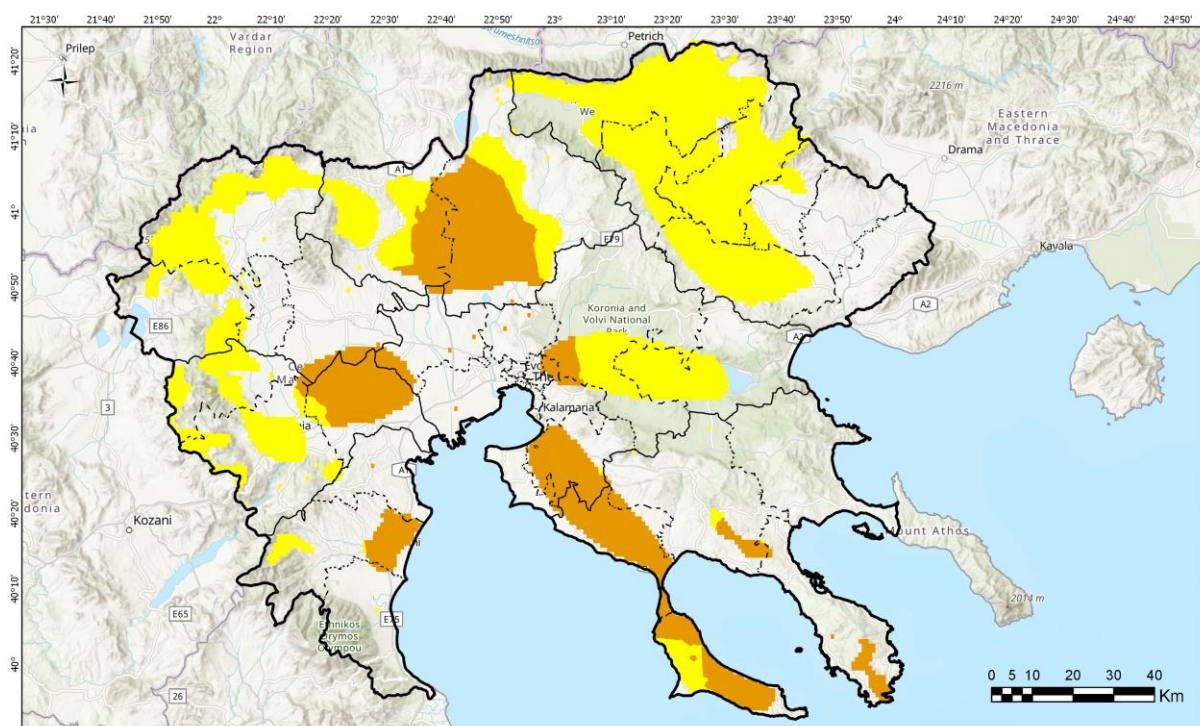 21°30' 21°40' 21°50' 22° 22°10' 22°20' 22°30' 22°40' 22°50' 23° 23°10' 23°20' 23°30' 23°40' 23°50' 24° 24°10' 24°20' 24°30' 24°40' 24°50'
41°20'
41°10'
41°
40°50'
40°40'
40°30'
40°20'
40°10'
40°
Prilep
Vardar
Region
Petrich
2216 m
We
Eastern
Macedonia
and Thrace
Drama
A1
E79
Kavala
A2
E86
Koronia and
Volvi National
Park
3
Kalamaria
Kozani
Mount Athos
E65
E75
2014 m
Ethnikos
Drymos
Olympou
26
0 5 10 20 30 40
Km